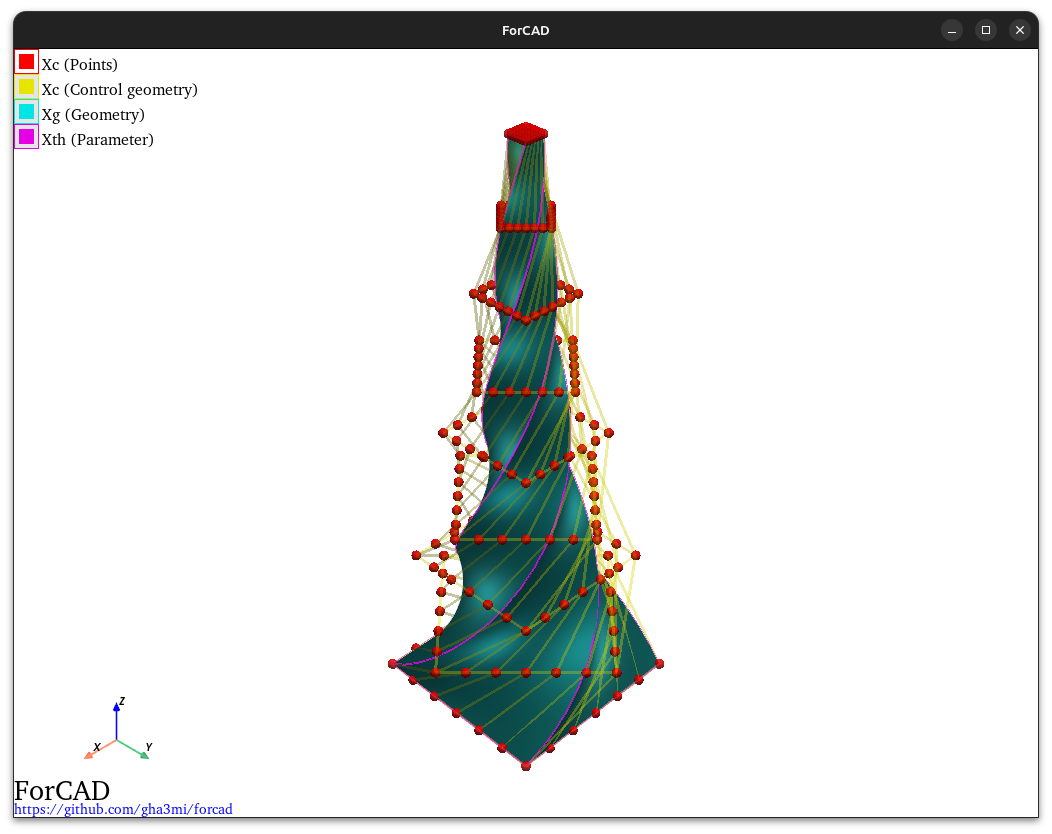 ForCAD
Xc (Points)
Xc (Control geometry)
Xg (Geometry)
Xth (Parameter)
Z
X
Y
ForCAD
https://github.com/gha3mi/forcad